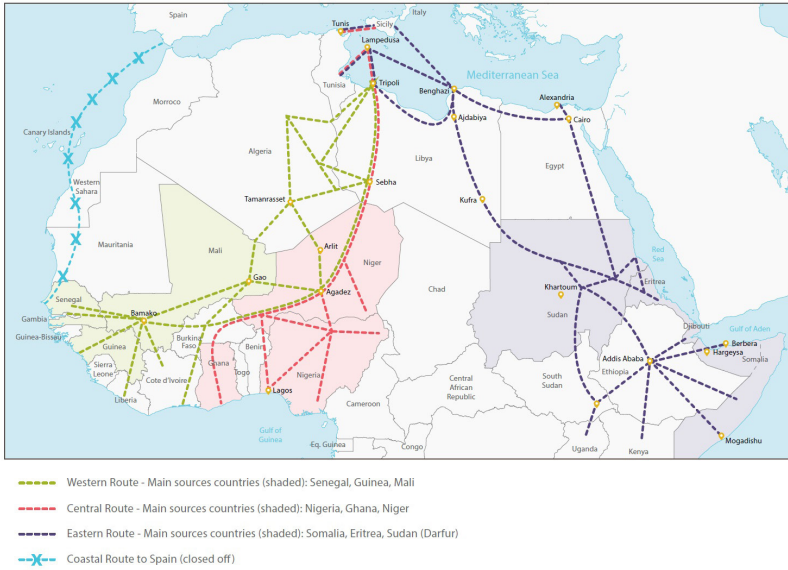 Spain
Italy
Tunis
Sicily
Lampedusa
Mediterranean Sea
Tripoli
Tunisia
Benghazi
Alexandria
Morocco
Ajdabiya
Cairo
Canary Islands
Algeria
Libya
Egypt
Western
Sahara
Sebha
Tamanrasset
Kufra
Mauritania
Mali
Arlit
Niger
Red
Sea
Gao
Chad
Khartoum
Eritrea
Senegal
Agadez
Sudan
Gambia
Bamako
Guinea-Bissau
Guinea
Burkina
Faso
Djibouti
Gulf of Aden
Benin
Berbera
Hargeysa
Sierra
Leone
Cote d'Ivoire
Ghana
Togo
Nigeria
Addis Ababa
Ethiopia
Somalia
South
Sudan
Central
African
Republic
Liberia
Lagos
Cameroon
Gulf of
Guinea
Eq. Guinea
Congo
Uganda
Kenya
Mogadishu
Western Route - Main sources countries (shaded): Senegal, Guinea, Mali
Central Route - Main sources countries (shaded): Nigeria, Ghana, Niger
Eastern Route - Main sources countries (shaded): Somalia, Eritrea, Sudan (Darfur)
Coastal Route to Spain (closed off)